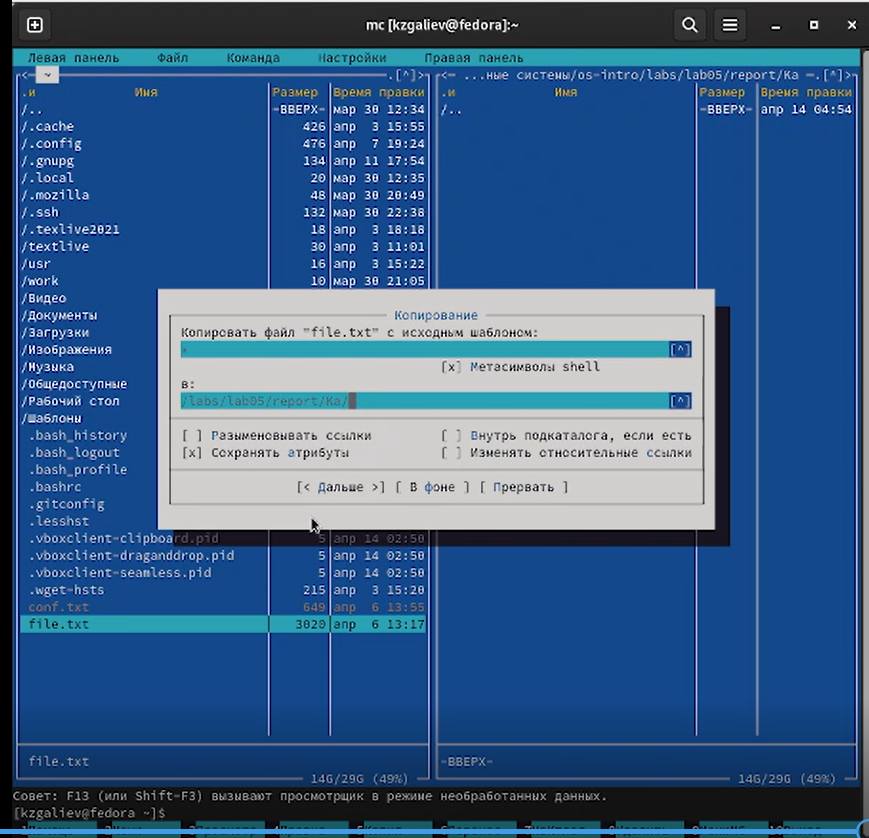 mc [kzgaliev@fedora]:~
Левая панель Файл Команда Настройки Правая панель
<─ ~ .[^]> <─ ...ные системы/os-intro/labs/lab05/report/Ka ─.[^]>
.и Имя Размер Время правки .и Имя Размер Время правки
/.. -ВВЕРХ- мар 30 12:34 /.. -ВВЕРХ- апр 14 04:54
/.cache 426 апр 3 15:55
/.config 476 апр 7 19:24
/.gnupg 134 апр 11 17:54
/.local 20 мар 30 12:35
/.mozilla 48 мар 30 20:49
/.ssh 132 мар 30 22:38
/.texlive2021 18 апр 3 18:18
/textlive 30 апр 3 11:01
/usr 16 апр 3 15:22
/work 10 мар 30 21:05
/Видео
/Документы
/Загрузки
/Изображения
/Музыка
/Общедоступные
/Рабочий стол
/Шаблоны
.bash_history
.bash_logout
.bash_profile
.bashrc
.gitconfig
.lesshst
.vboxclient-clipboard.pid 5 апр 14 02:50
.vboxclient-draganddrop.pid 5 апр 14 02:50
.vboxclient-seamless.pid 5 апр 14 02:50
.wget-hsts 215 апр 3 15:20
conf.txt 649 апр 6 13:55
file.txt 3020 апр 6 13:17
Копирование
Копировать файл "file.txt" с исходным шаблоном:
* [^]
[x] Метасимволы shell
в:
/labs/lab05/report/Ka/ [^]
[ ] Разыменовывать ссылки [ ] Внутрь подкаталога, если есть
[x] Сохранять атрибуты [ ] Изменять относительные ссылки
[< Дальше >] [ В фоне ] [ Прервать ]
file.txt -ВВЕРХ-
14G/29G (49%) 14G/29G (49%)
Совет: F13 (или Shift-F3) вызывают просмотрщик в режиме необработанных данных.
[kzgaliev@fedora ~]$